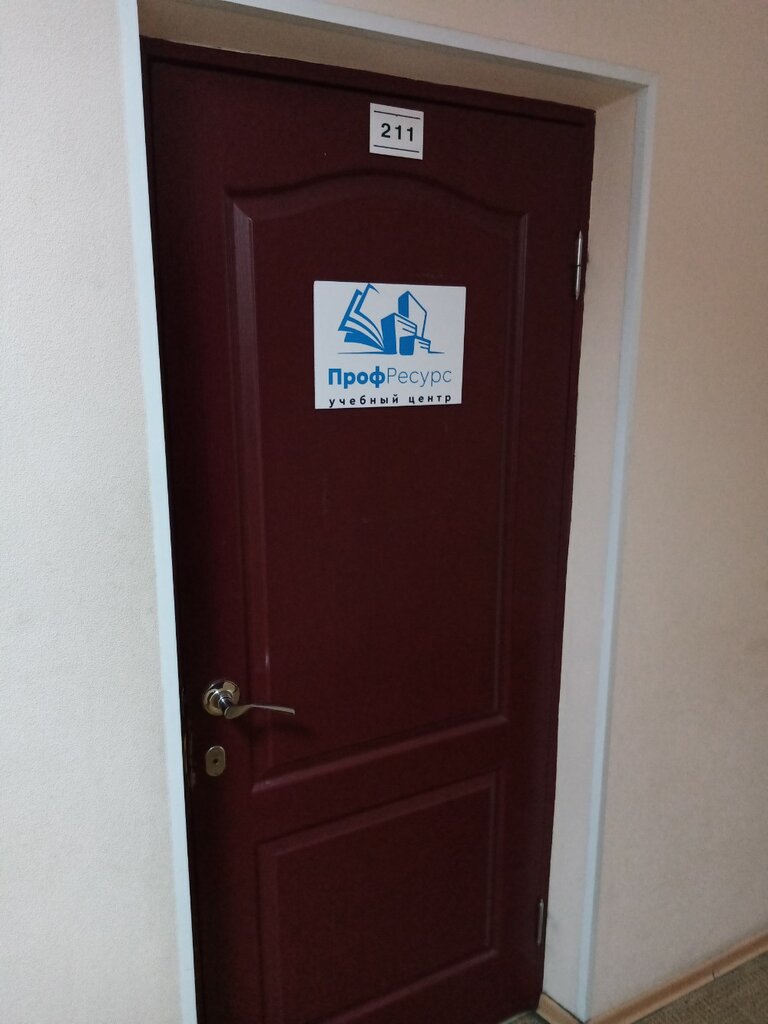 211
ПрофРесурс
учебный центр